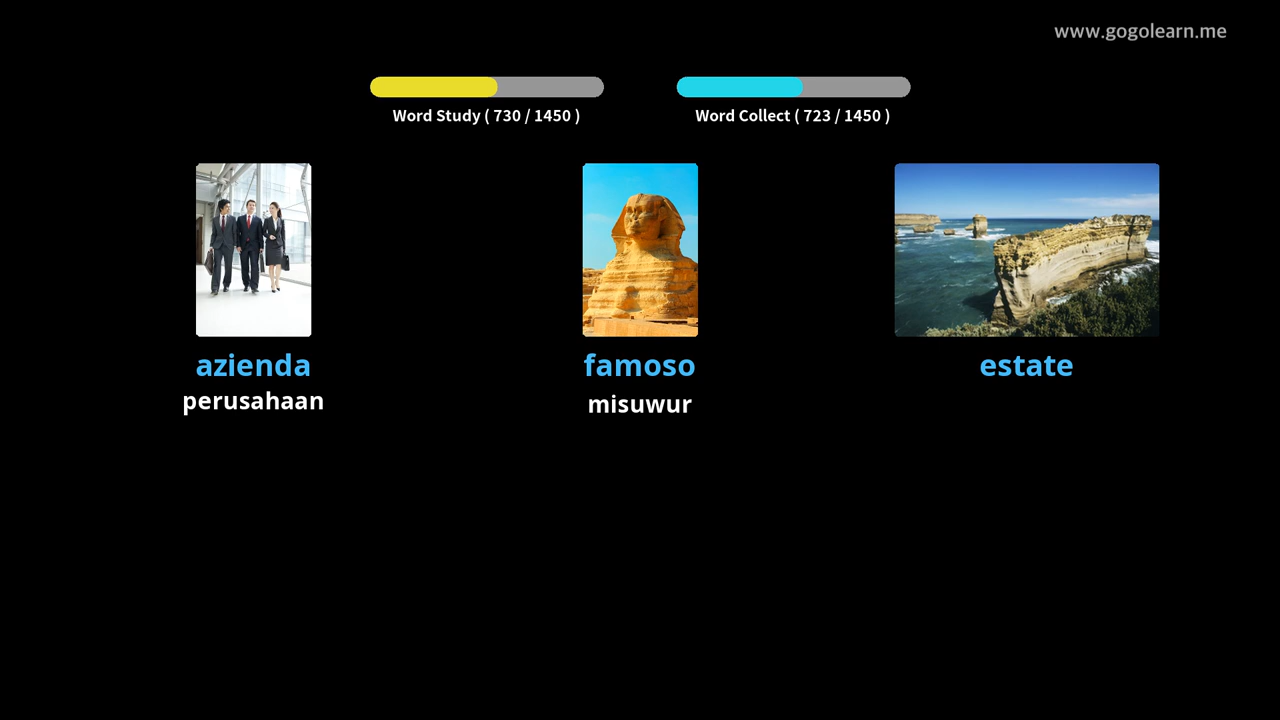 www.gogolearn.me
Word Study ( 730 / 1450 )
Word Collect ( 723 / 1450 )
azienda
perusahaan
famoso
misuwur
estate